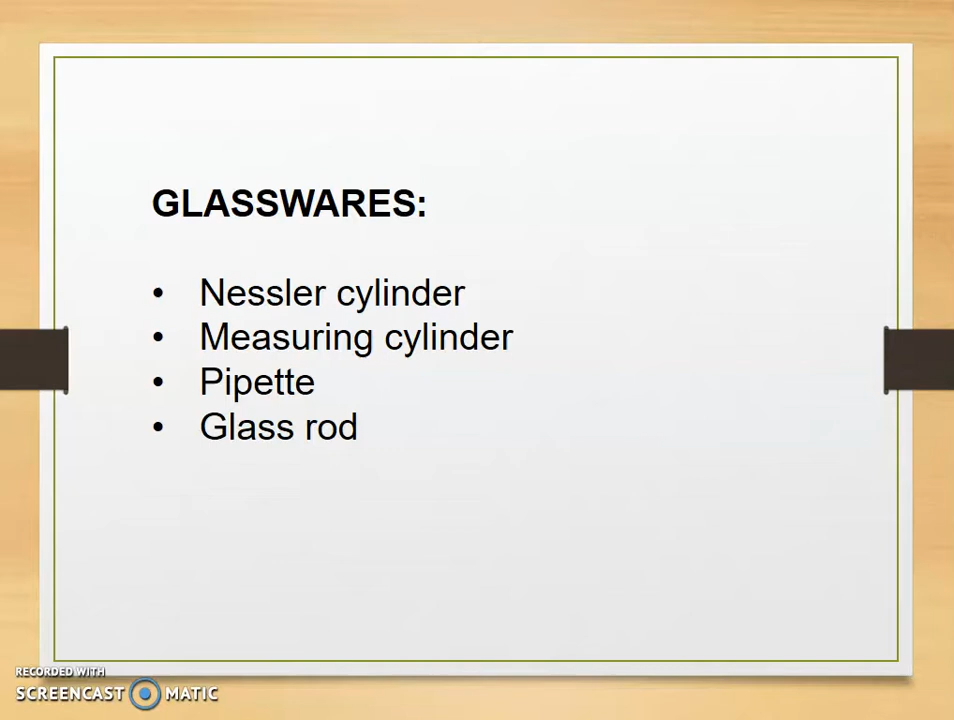 GLASSWARES:
• Nessler cylinder
• Measuring cylinder
• Pipette
• Glass rod
RECORDED WITH
SCREENCAST MATIC